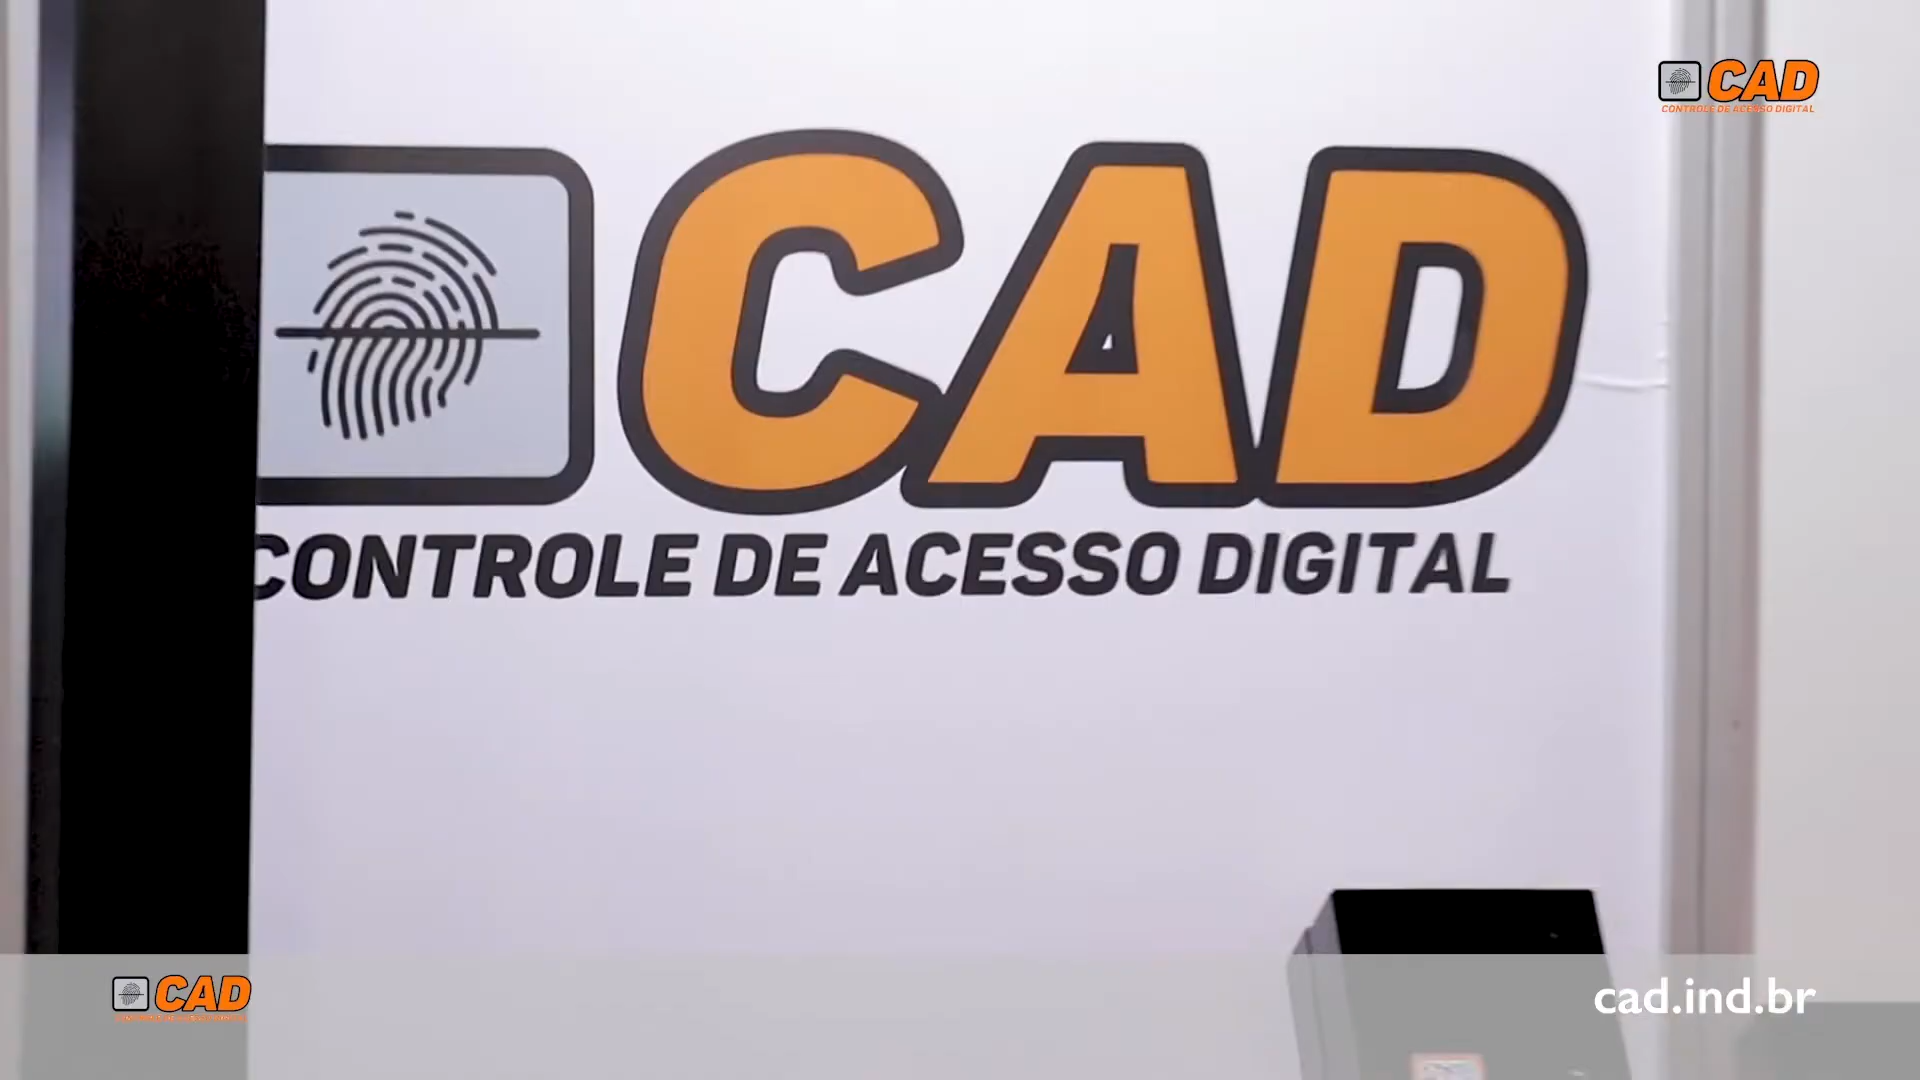 CAD
CONTROLE DE ACESSO DIGITAL
CAD
CONTROLE DE ACESSO DIGITAL
CAD
cad.ind.br